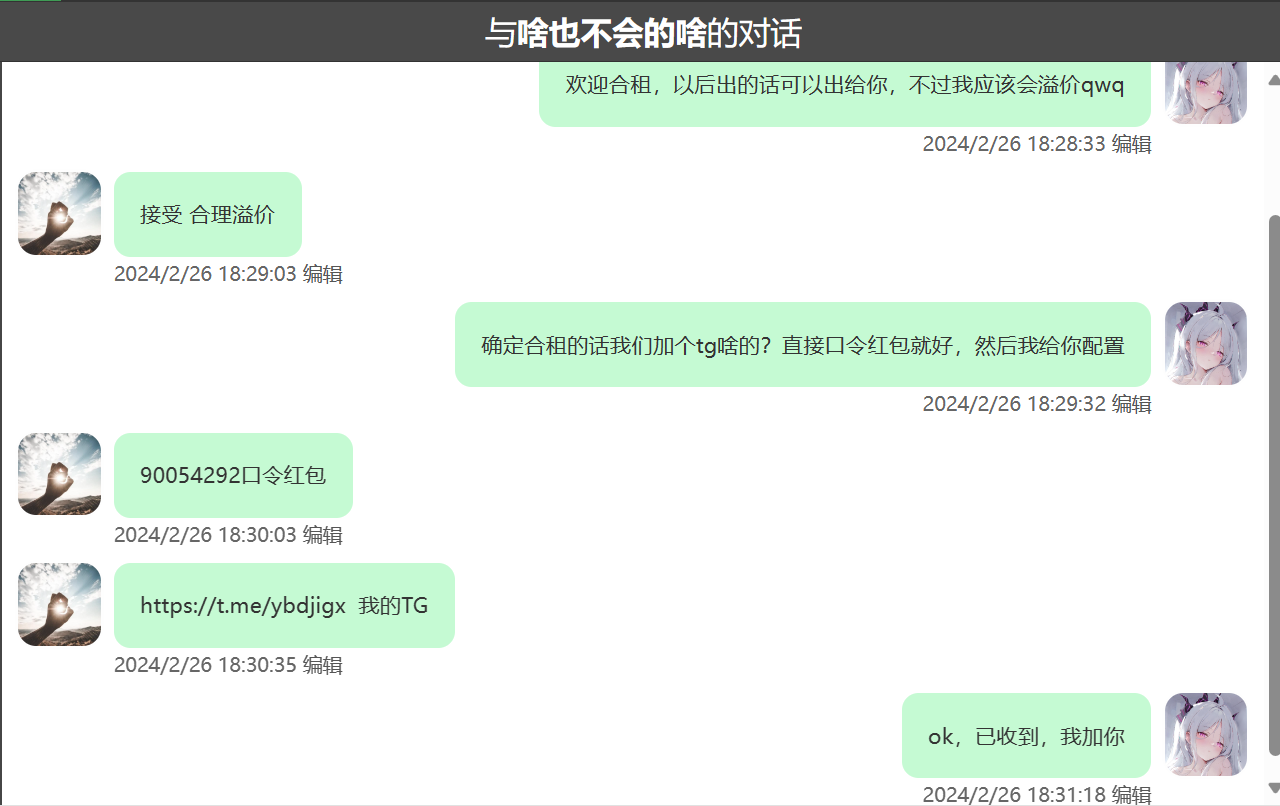 与啥也不会的啥的对话
欢迎合租，以后出的话可以出给你，不过我应该会溢价qwq
2024/2/26 18:28:33 编辑
接受 合理溢价
2024/2/26 18:29:03 编辑
确定合租的话我们加个tg啥的？直接口令红包就好，然后我给你配置
2024/2/26 18:29:32 编辑
90054292口令红包
2024/2/26 18:30:03 编辑
https://t.me/ybdjigx  我的TG
2024/2/26 18:30:35 编辑
ok，已收到，我加你
2024/2/26 18:31:18 编辑